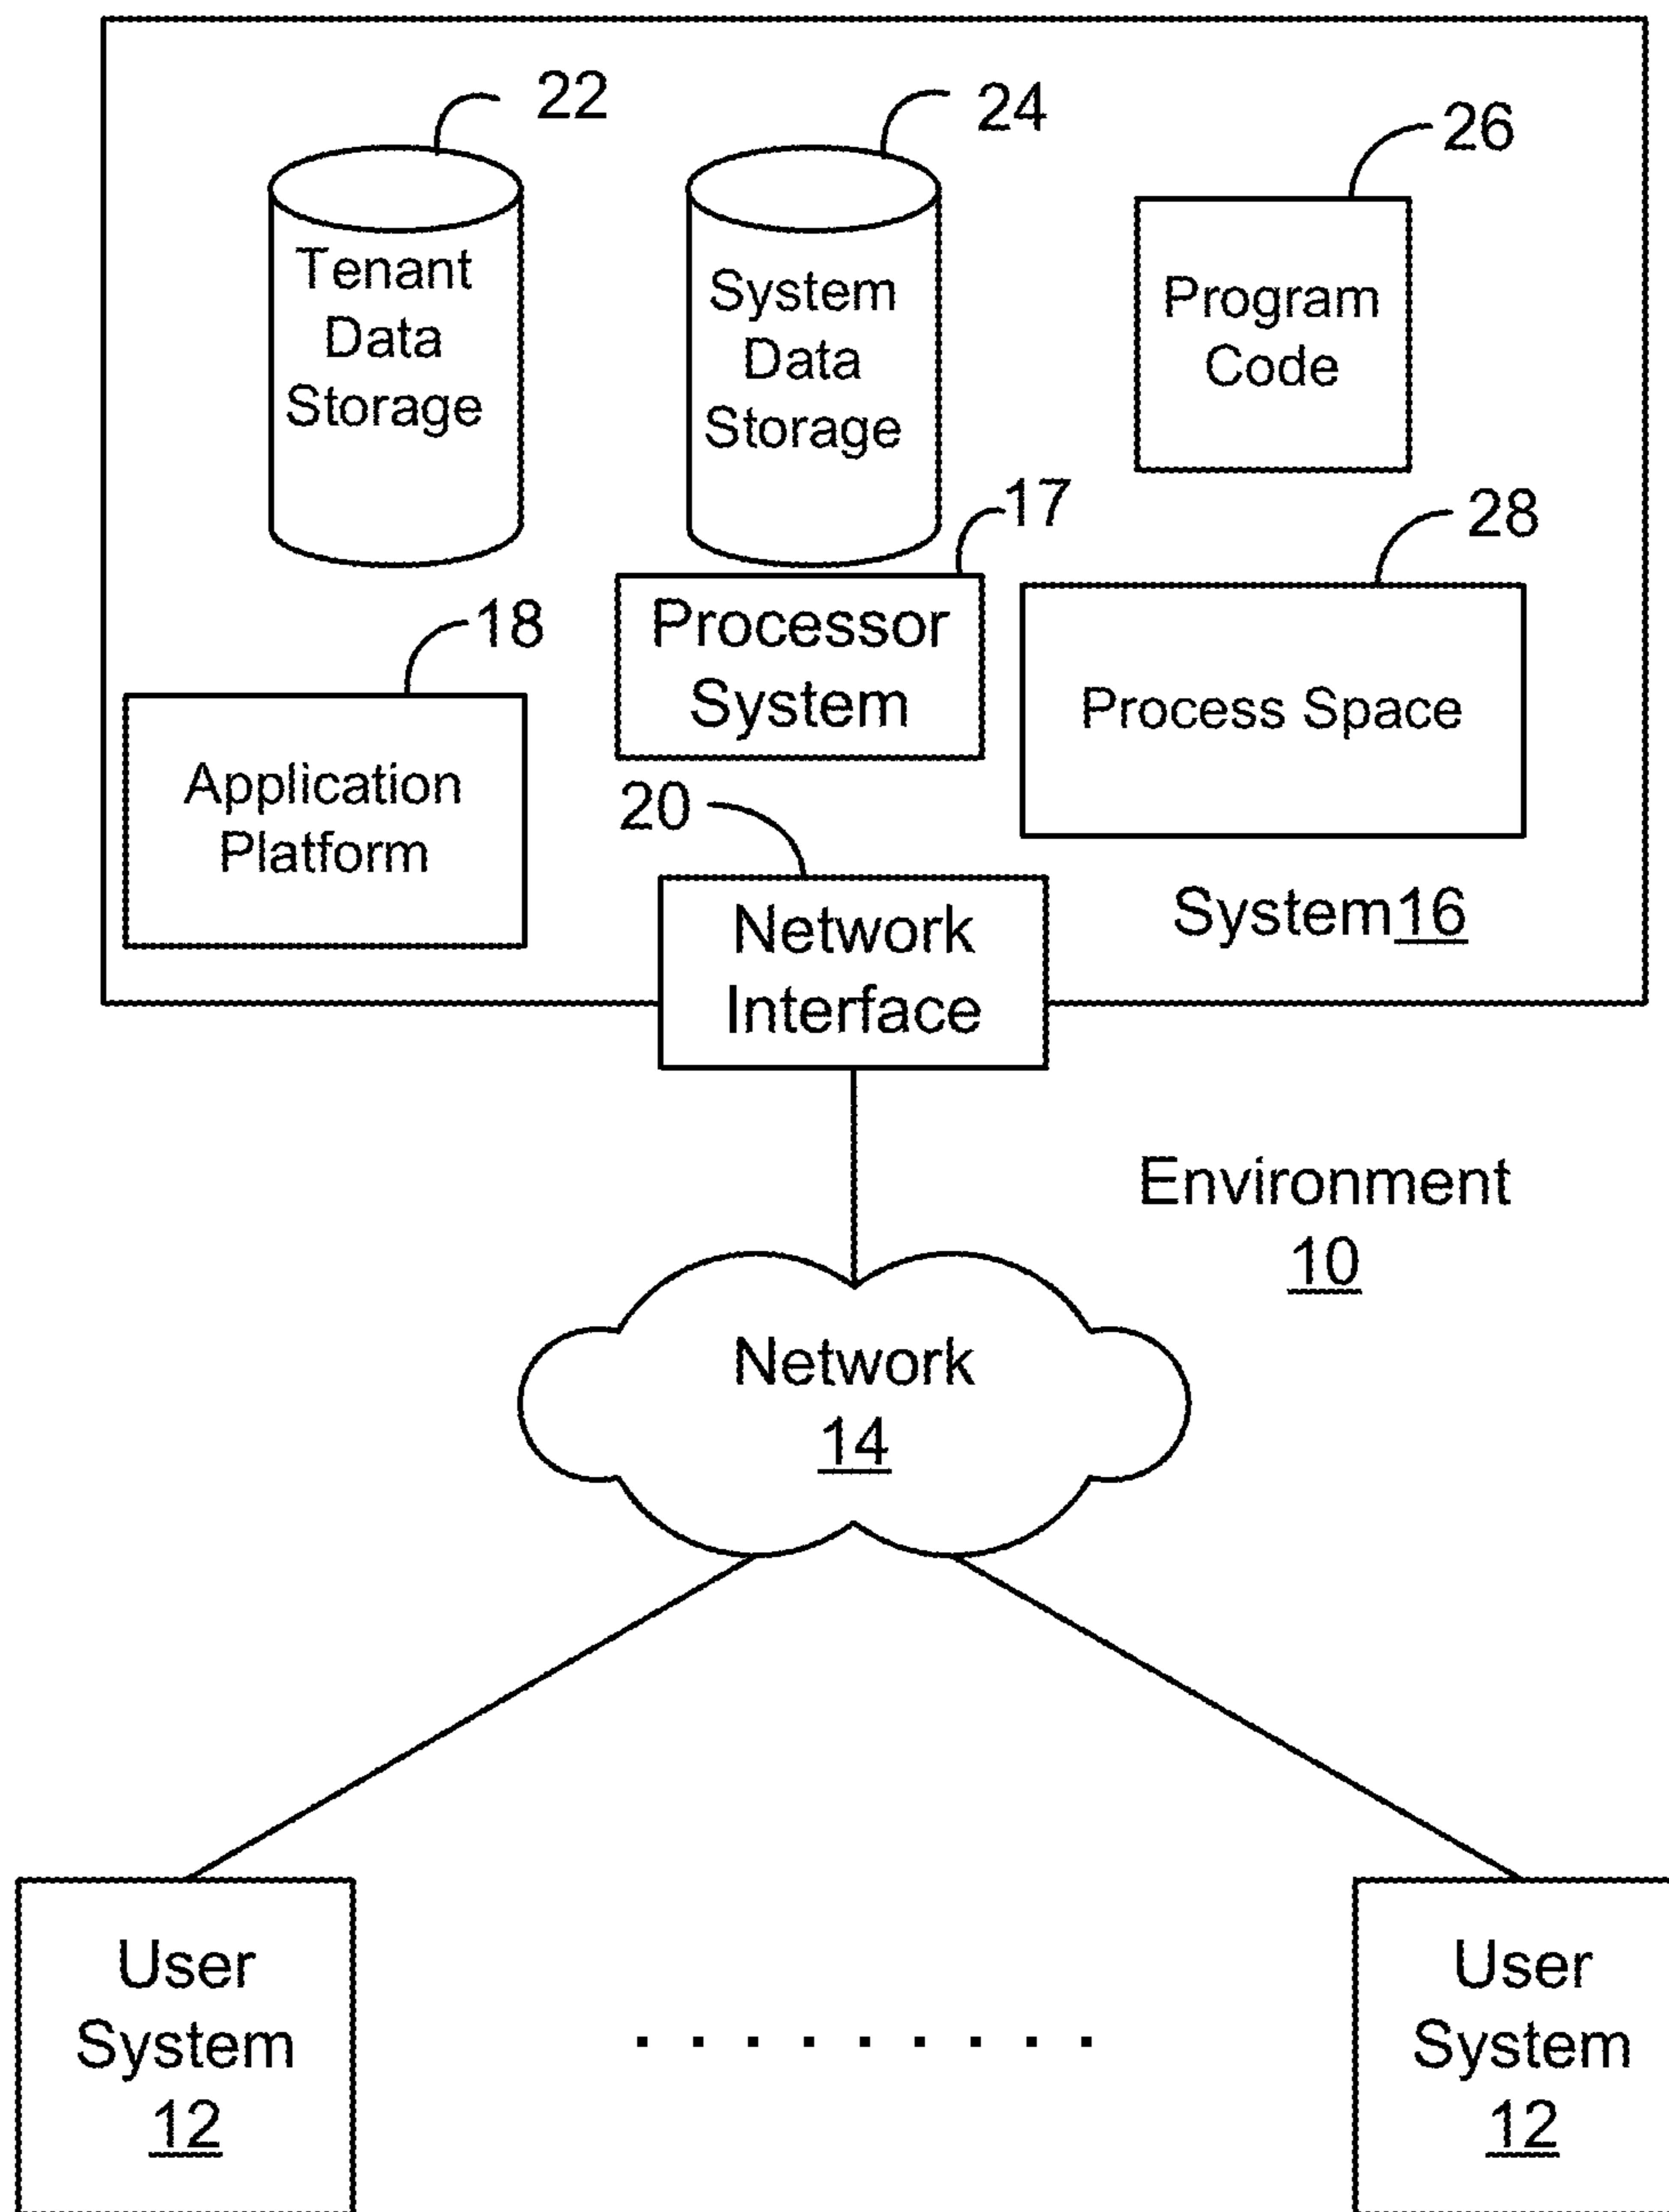 22
24
26
Tenant
Data
Storage
System
Data
Storage
Program
Code
17
28
18
Processor
System
Process Space
Application
Platform
20
Network
Interface
System16
Environment
10
Network
14
User
System
12
. . . . . . . . .
User
System
12